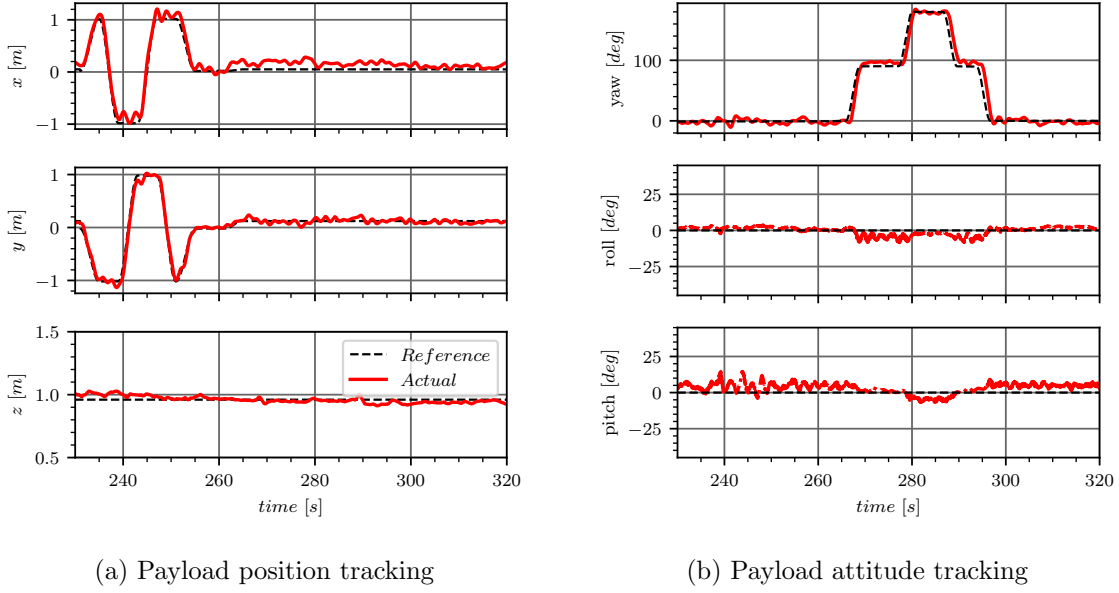 1
0
−1
x [m]
1
0
−1
y [m]
1.5
1.0
0.5
z [m]
Reference
Actual
240 260 280 300 320
time [s]
(a) Payload position tracking
100
0
yaw [deg]
25
0
−25
roll [deg]
25
0
−25
pitch [deg]
240 260 280 300 320
time [s]
(b) Payload attitude tracking